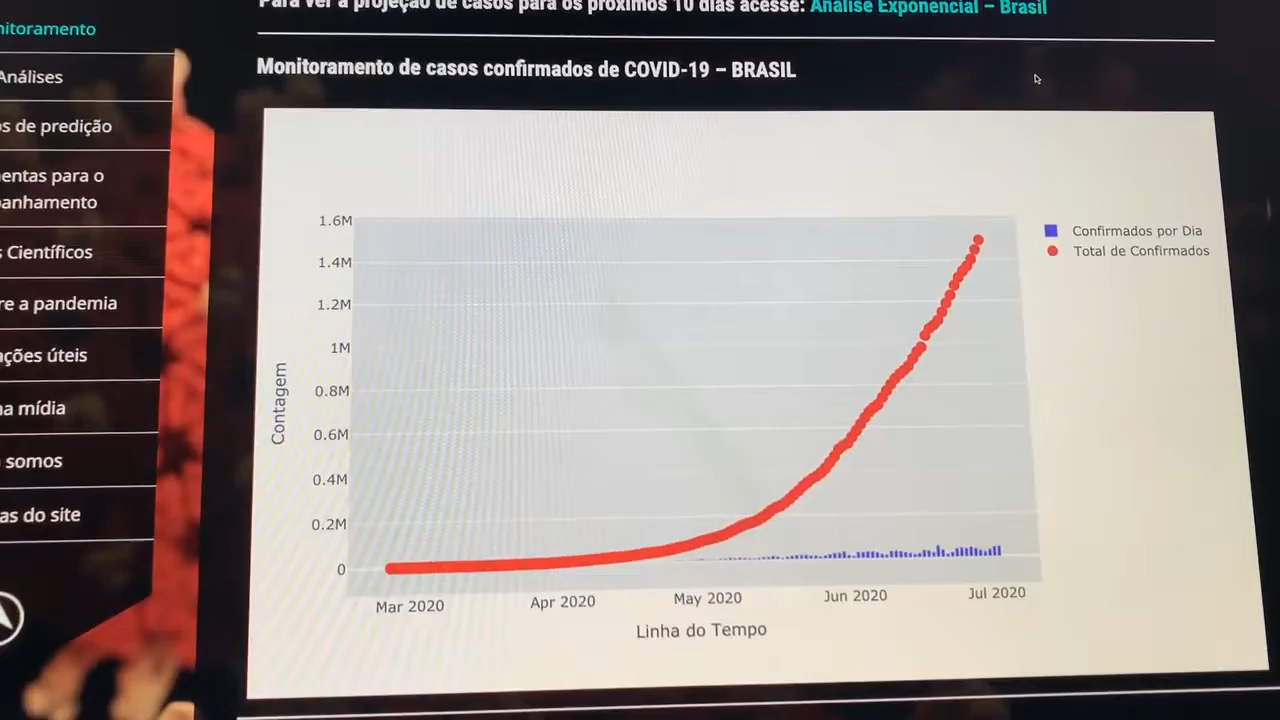 Para ver a projeção de casos para os próximos 10 dias acesse: Análise Exponencial – Brasil
Monitoramento de casos confirmados de COVID-19 – BRASIL
nitoramento
Análises
os de predição
entas para o
anhamento
s Científicos
re a pandemia
ações úteis
na mídia
somos
as do site
1.6M
1.4M
1.2M
1M
0.8M
0.6M
0.4M
0.2M
0
Contagem
Mar 2020
Apr 2020
May 2020
Jun 2020
Jul 2020
Linha do Tempo
Confirmados por Dia
Total de Confirmados